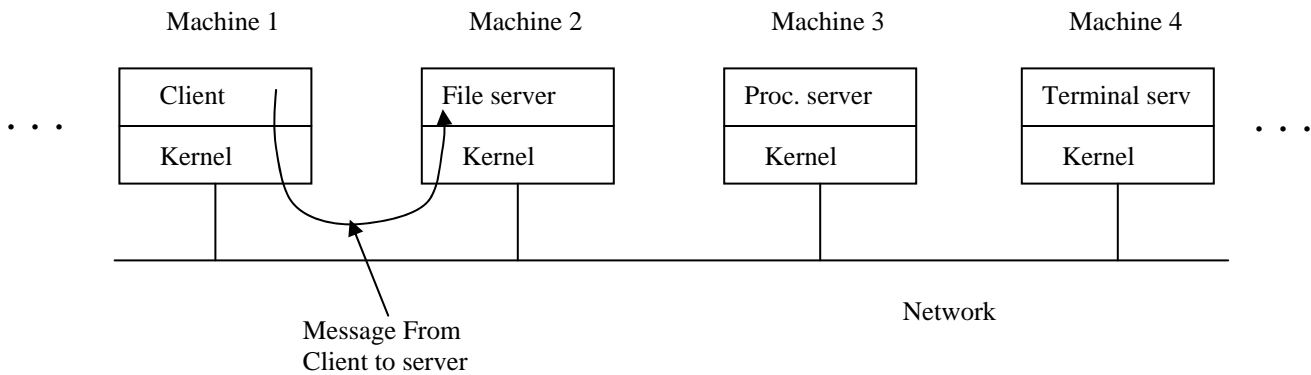 Machine 1
Machine 2
Machine 3
Machine 4
Client
File server
Proc. server
Terminal serv
. . .
. . .
Kernel
Kernel
Kernel
Kernel
Network
Message From
Client to server